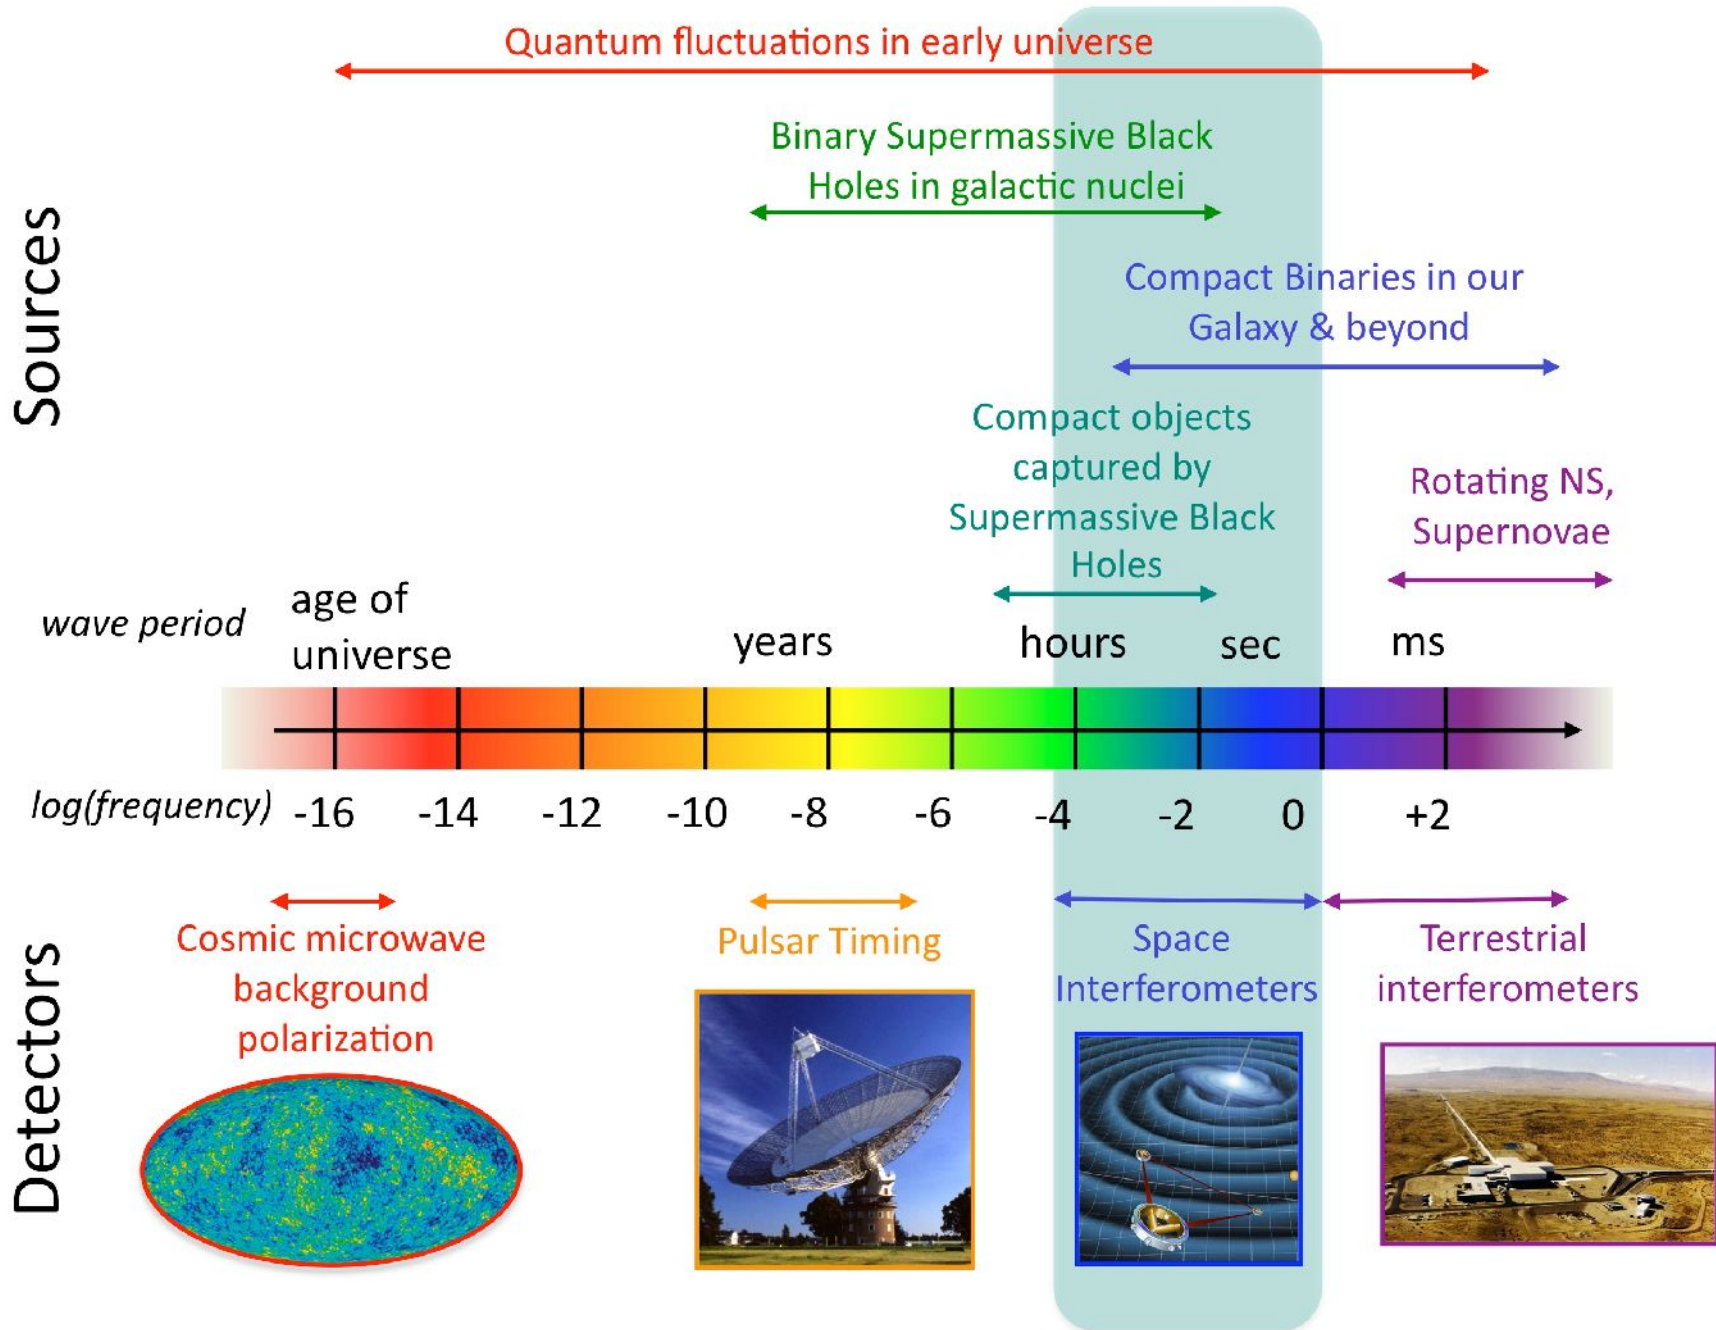 Quantum fluctuations in early universe
Binary Supermassive Black
Holes in galactic nuclei
Compact Binaries in our
Galaxy & beyond
Compact objects
captured by
Supermassive Black
Holes
Rotating NS,
Supernovae
Sources
wave period
age of
universe
years
hours
sec
ms
log(frequency)
-16
-14
-12
-10
-8
-6
-4
-2
0
+2
Detectors
Cosmic microwave
background
polarization
Pulsar Timing
Space
Interferometers
Terrestrial
interferometers